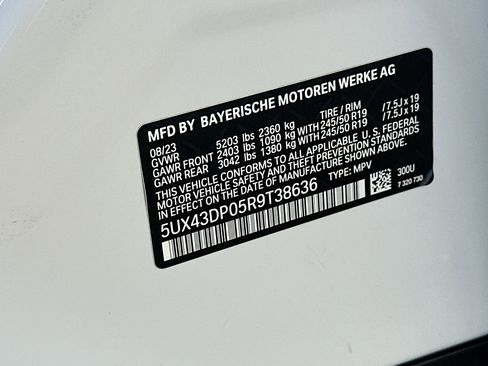 MFD BY BAYERISCHE MOTOREN WERKE AG
08/23 5203 lbs 2360 kg TIRE / RIM
GVWR
GAWR FRONT 2403 lbs 1090 kg WITH 245/50 R19 / 7.5J x 19
GAWR REAR 3042 lbs 1380 kg WITH 245/50 R19 / 7.5J x 19
THIS VEHICLE CONFORMS TO ALL APPLICABLE U. S. FEDERAL
MOTOR VEHICLE SAFETY AND THEFT PREVENTION STANDARDS
IN EFFECT ON THE DATE OF MANUFACTURE SHOWN ABOVE.
5UX43DP05R9T38636 TYPE: MPV 300U
7 320 730